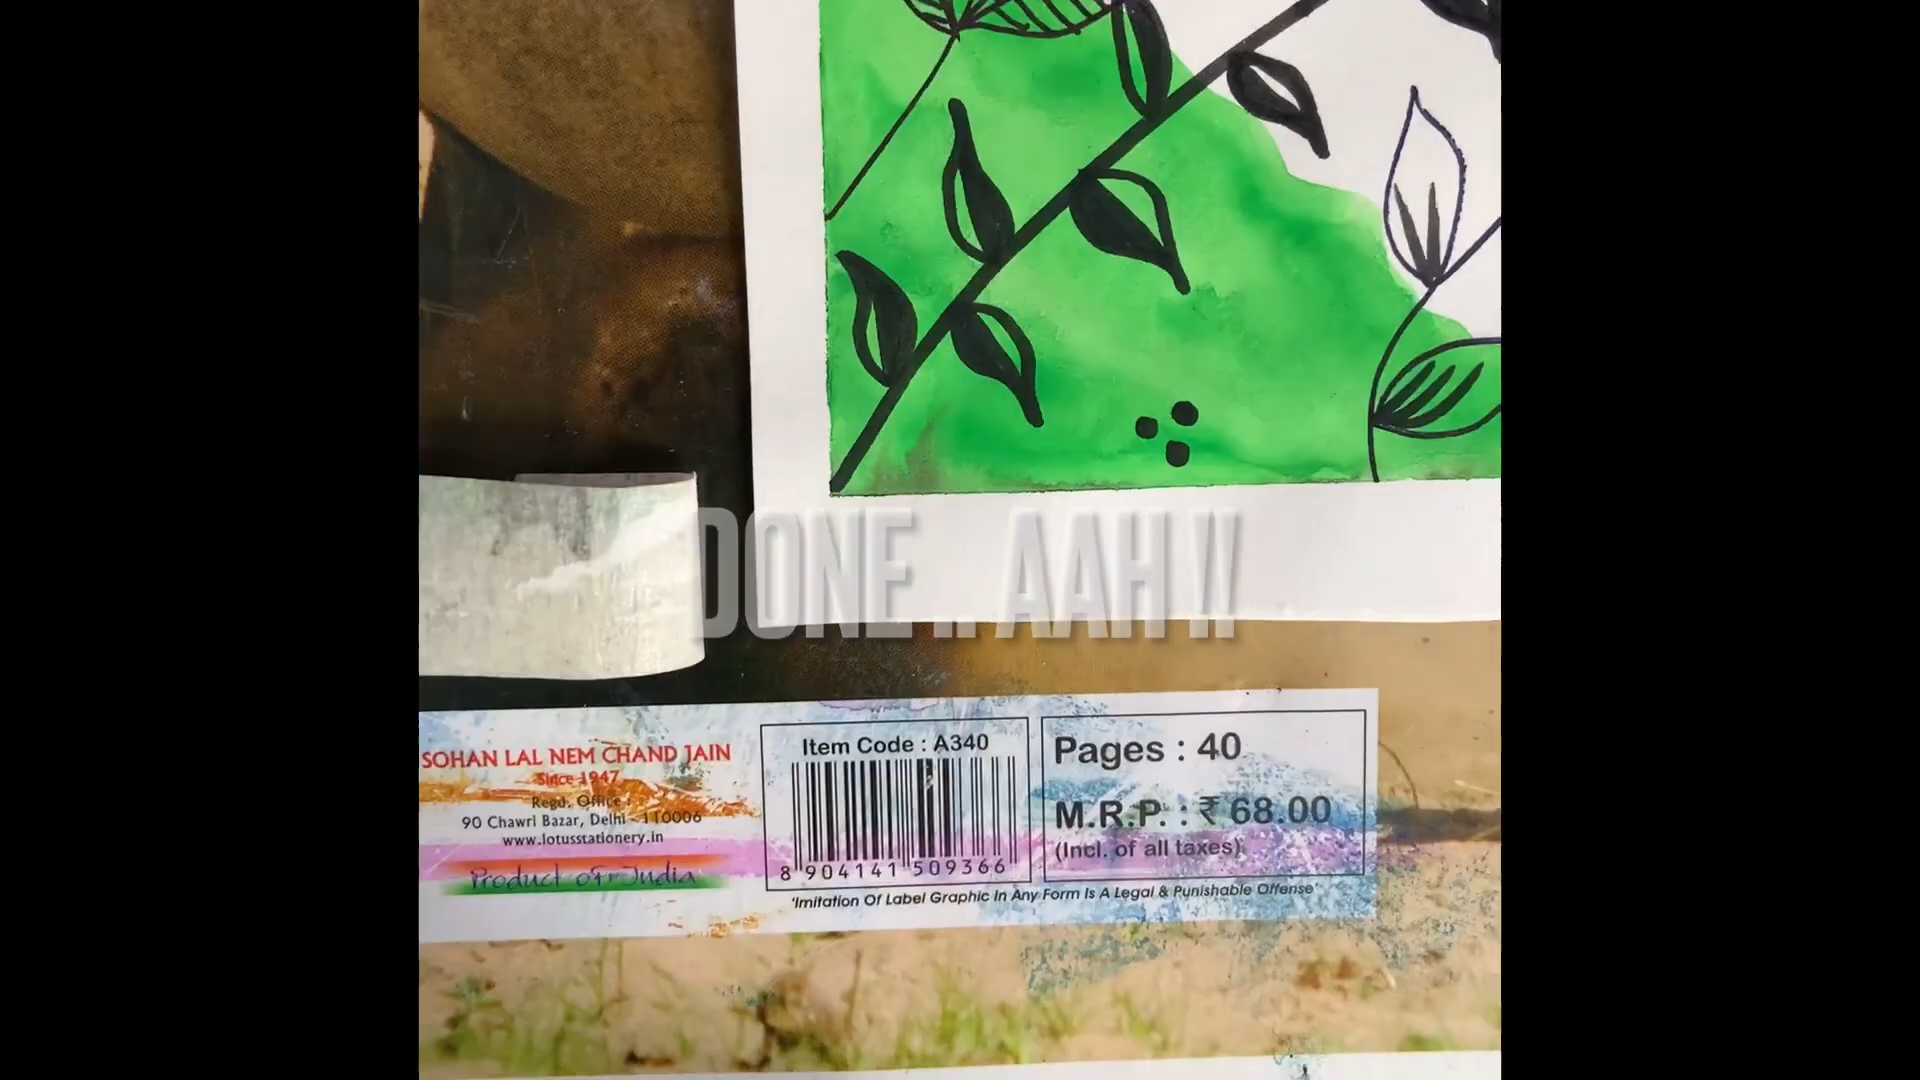 DONE .. AAH !!
SOHAN LAL NEM CHAND JAIN
Since 1947
Regd. Office :
90 Chawri Bazar, Delhi - 110006
www.lotusstationery.in
Product of India
Item Code : A340
8 904141 509366
Pages : 40
M.R.P. : ₹ 68.00
(Incl. of all taxes)
'Imitation Of Label Graphic In Any Form Is A Legal & Punishable Offense'